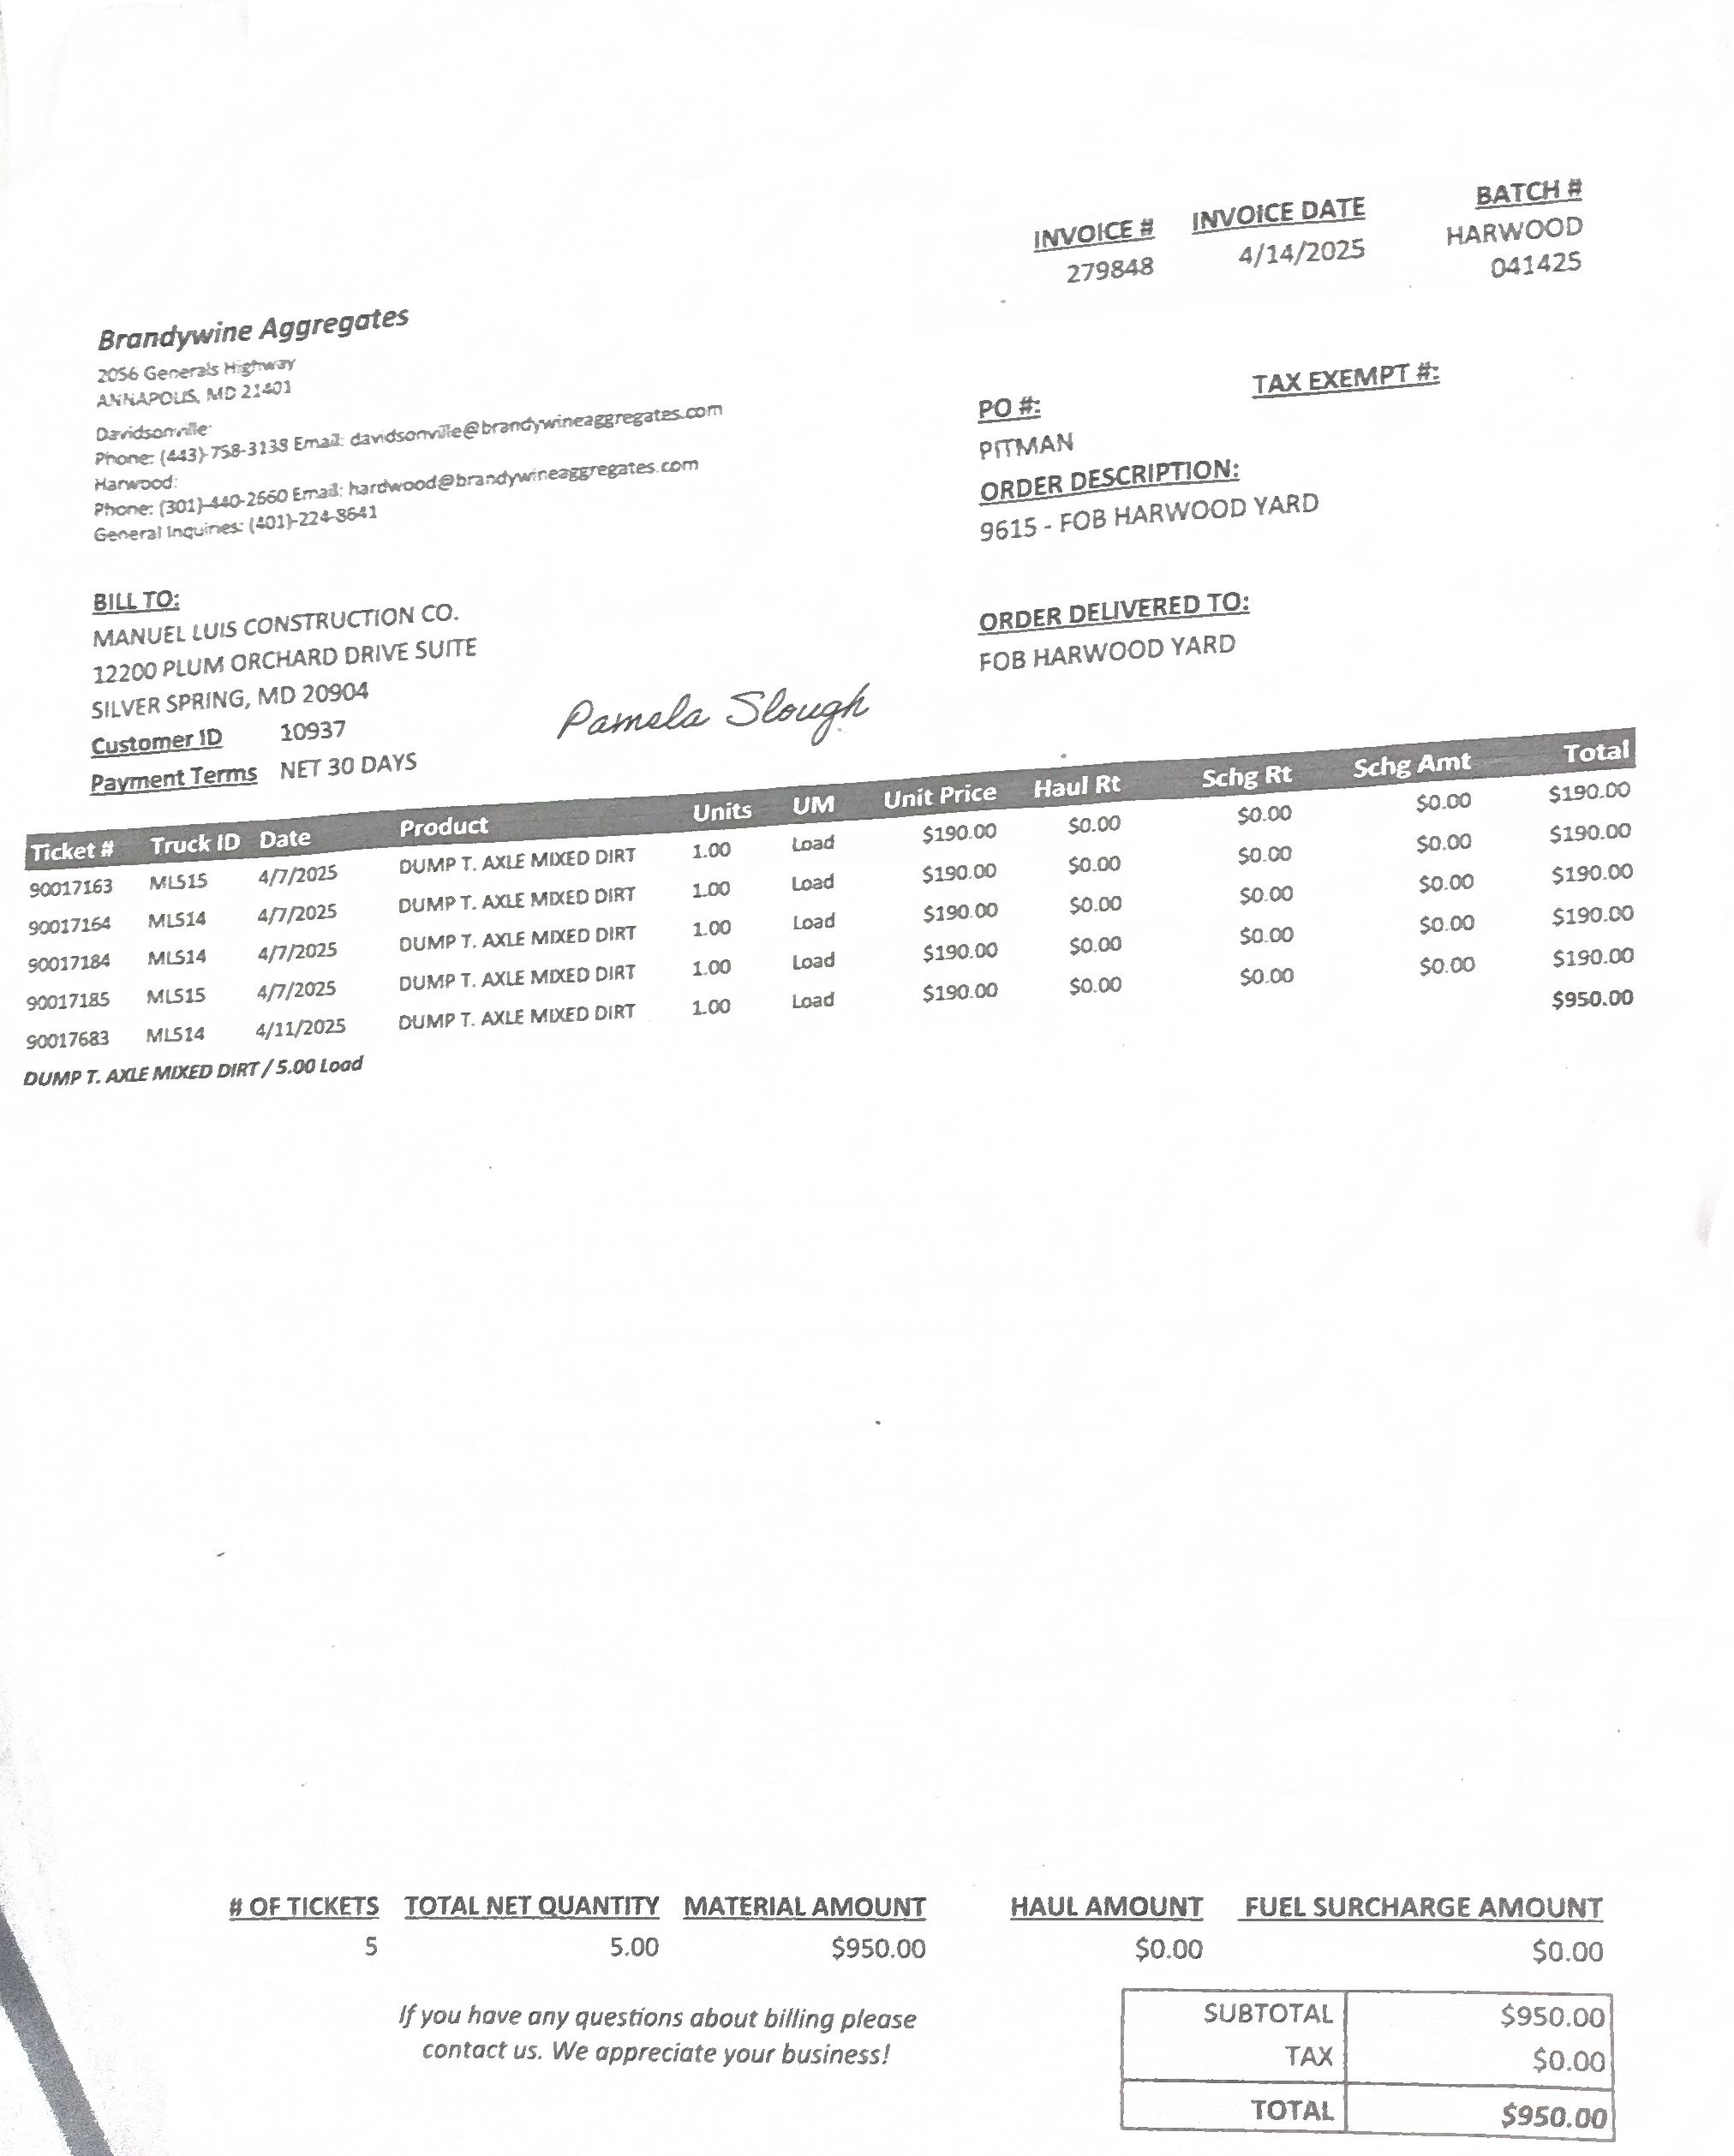 INVOICE # INVOICE DATE BATCH #
279848 4/14/2025 HARWOOD
041425
Brandywine Aggregates
2056 Generals Highway
ANNAPOLIS, MD 21401
Davidsonville:
Phone: (443)-758-3138 Email: davidsonville@brandywineaggregates.com
Harwood:
Phone: (301)-440-2660 Email: hardwood@brandywineaggregates.com
General Inquines: (401)-224-8641
PO #: TAX EXEMPT #:
PITMAN
ORDER DESCRIPTION:
9615 - FOB HARWOOD YARD
BILL TO:
MANUEL LUIS CONSTRUCTION CO.
12200 PLUM ORCHARD DRIVE SUITE
SILVER SPRING, MD 20904
Customer ID 10937
Payment Terms NET 30 DAYS
ORDER DELIVERED TO:
FOB HARWOOD YARD
Pamela Slough
Ticket # Truck ID Date Product Units UM Unit Price Haul Rt Schg Rt Schg Amt Total
90017163 ML515 4/7/2025 DUMP T. AXLE MIXED DIRT 1.00 Load $190.00 $0.00 $0.00 $0.00 $190.00
90017164 ML514 4/7/2025 DUMP T. AXLE MIXED DIRT 1.00 Load $190.00 $0.00 $0.00 $0.00 $190.00
90017184 ML514 4/7/2025 DUMP T. AXLE MIXED DIRT 1.00 Load $190.00 $0.00 $0.00 $0.00 $190.00
90017185 ML515 4/7/2025 DUMP T. AXLE MIXED DIRT 1.00 Load $190.00 $0.00 $0.00 $0.00 $190.00
90017683 ML514 4/11/2025 DUMP T. AXLE MIXED DIRT 1.00 Load $190.00 $0.00 $0.00 $0.00 $190.00
DUMP T. AXLE MIXED DIRT / 5.00 Load $950.00
# OF TICKETS TOTAL NET QUANTITY MATERIAL AMOUNT HAUL AMOUNT FUEL SURCHARGE AMOUNT
5 5.00 $950.00 $0.00 $0.00
If you have any questions about billing please
contact us. We appreciate your business!
SUBTOTAL $950.00
TAX $0.00
TOTAL $950.00